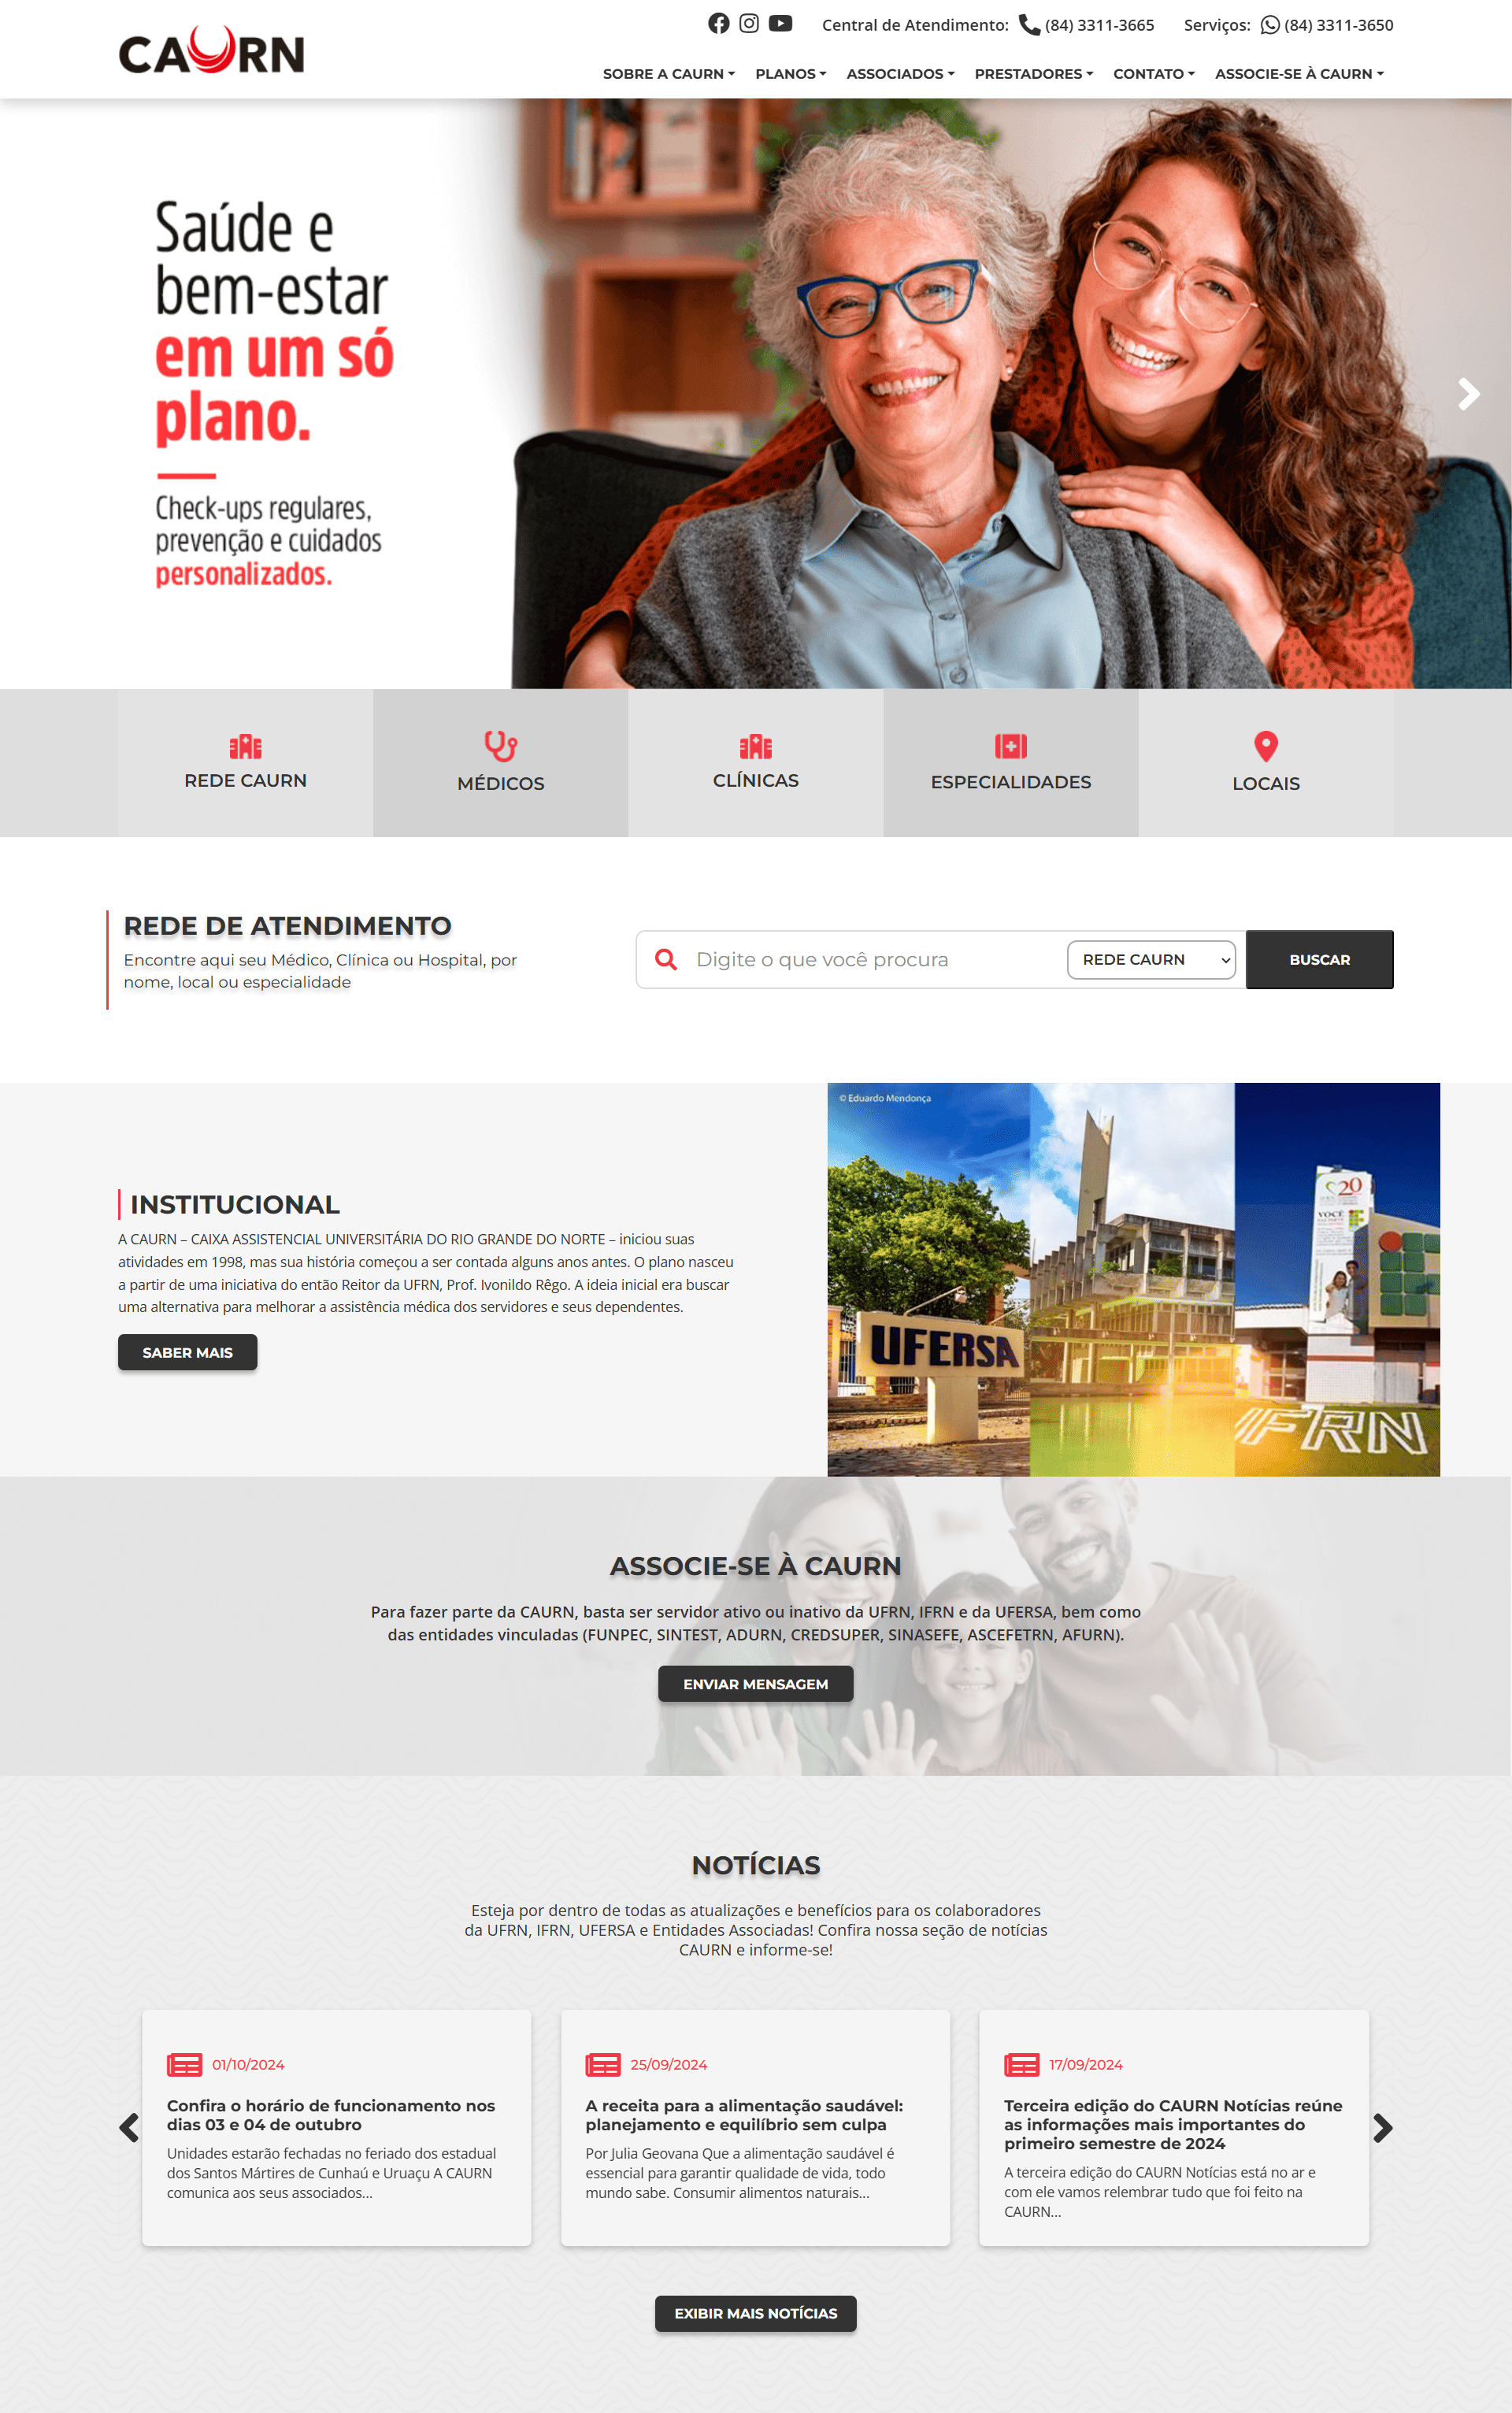 CAURN
Central de Atendimento: (84) 3311-3665 Serviços: (84) 3311-3650
SOBRE A CAURN PLANOS ASSOCIADOS PRESTADORES CONTATO ASSOCIE-SE À CAURN
Saúde e
bem-estar
em um só
plano.
Check-ups regulares,
prevenção e cuidados
personalizados.
REDE CAURN
MÉDICOS
CLÍNICAS
ESPECIALIDADES
LOCAIS
REDE DE ATENDIMENTO
Encontre aqui seu Médico, Clínica ou Hospital, por
nome, local ou especialidade
Digite o que você procura
REDE CAURN
BUSCAR
© Eduardo Mendonça
20
VOCÊ
UFERSA
IFRN
INSTITUCIONAL
A CAURN – CAIXA ASSISTENCIAL UNIVERSITÁRIA DO RIO GRANDE DO NORTE – iniciou suas
atividades em 1998, mas sua história começou a ser contada alguns anos antes. O plano nasceu
a partir de uma iniciativa do então Reitor da UFRN, Prof. Ivonildo Rêgo. A ideia inicial era buscar
uma alternativa para melhorar a assistência médica dos servidores e seus dependentes.
SABER MAIS
ASSOCIE-SE À CAURN
Para fazer parte da CAURN, basta ser servidor ativo ou inativo da UFRN, IFRN e da UFERSA, bem como
das entidades vinculadas (FUNPEC, SINTEST, ADURN, CREDSUPER, SINASEFE, ASCEFETRN, AFURN).
ENVIAR MENSAGEM
NOTÍCIAS
Esteja por dentro de todas as atualizações e benefícios para os colaboradores
da UFRN, IFRN, UFERSA e Entidades Associadas! Confira nossa seção de notícias
CAURN e informe-se!
01/10/2024
Confira o horário de funcionamento nos
dias 03 e 04 de outubro
Unidades estarão fechadas no feriado dos estadual
dos Santos Mártires de Cunhaú e Uruaçu A CAURN
comunica aos seus associados...
25/09/2024
A receita para a alimentação saudável:
planejamento e equilíbrio sem culpa
Por Julia Geovana Que a alimentação saudável é
essencial para garantir qualidade de vida, todo
mundo sabe. Consumir alimentos naturais...
17/09/2024
Terceira edição do CAURN Notícias reúne
as informações mais importantes do
primeiro semestre de 2024
A terceira edição do CAURN Notícias está no ar e
com ele vamos relembrar tudo que foi feito na
CAURN...
EXIBIR MAIS NOTÍCIAS